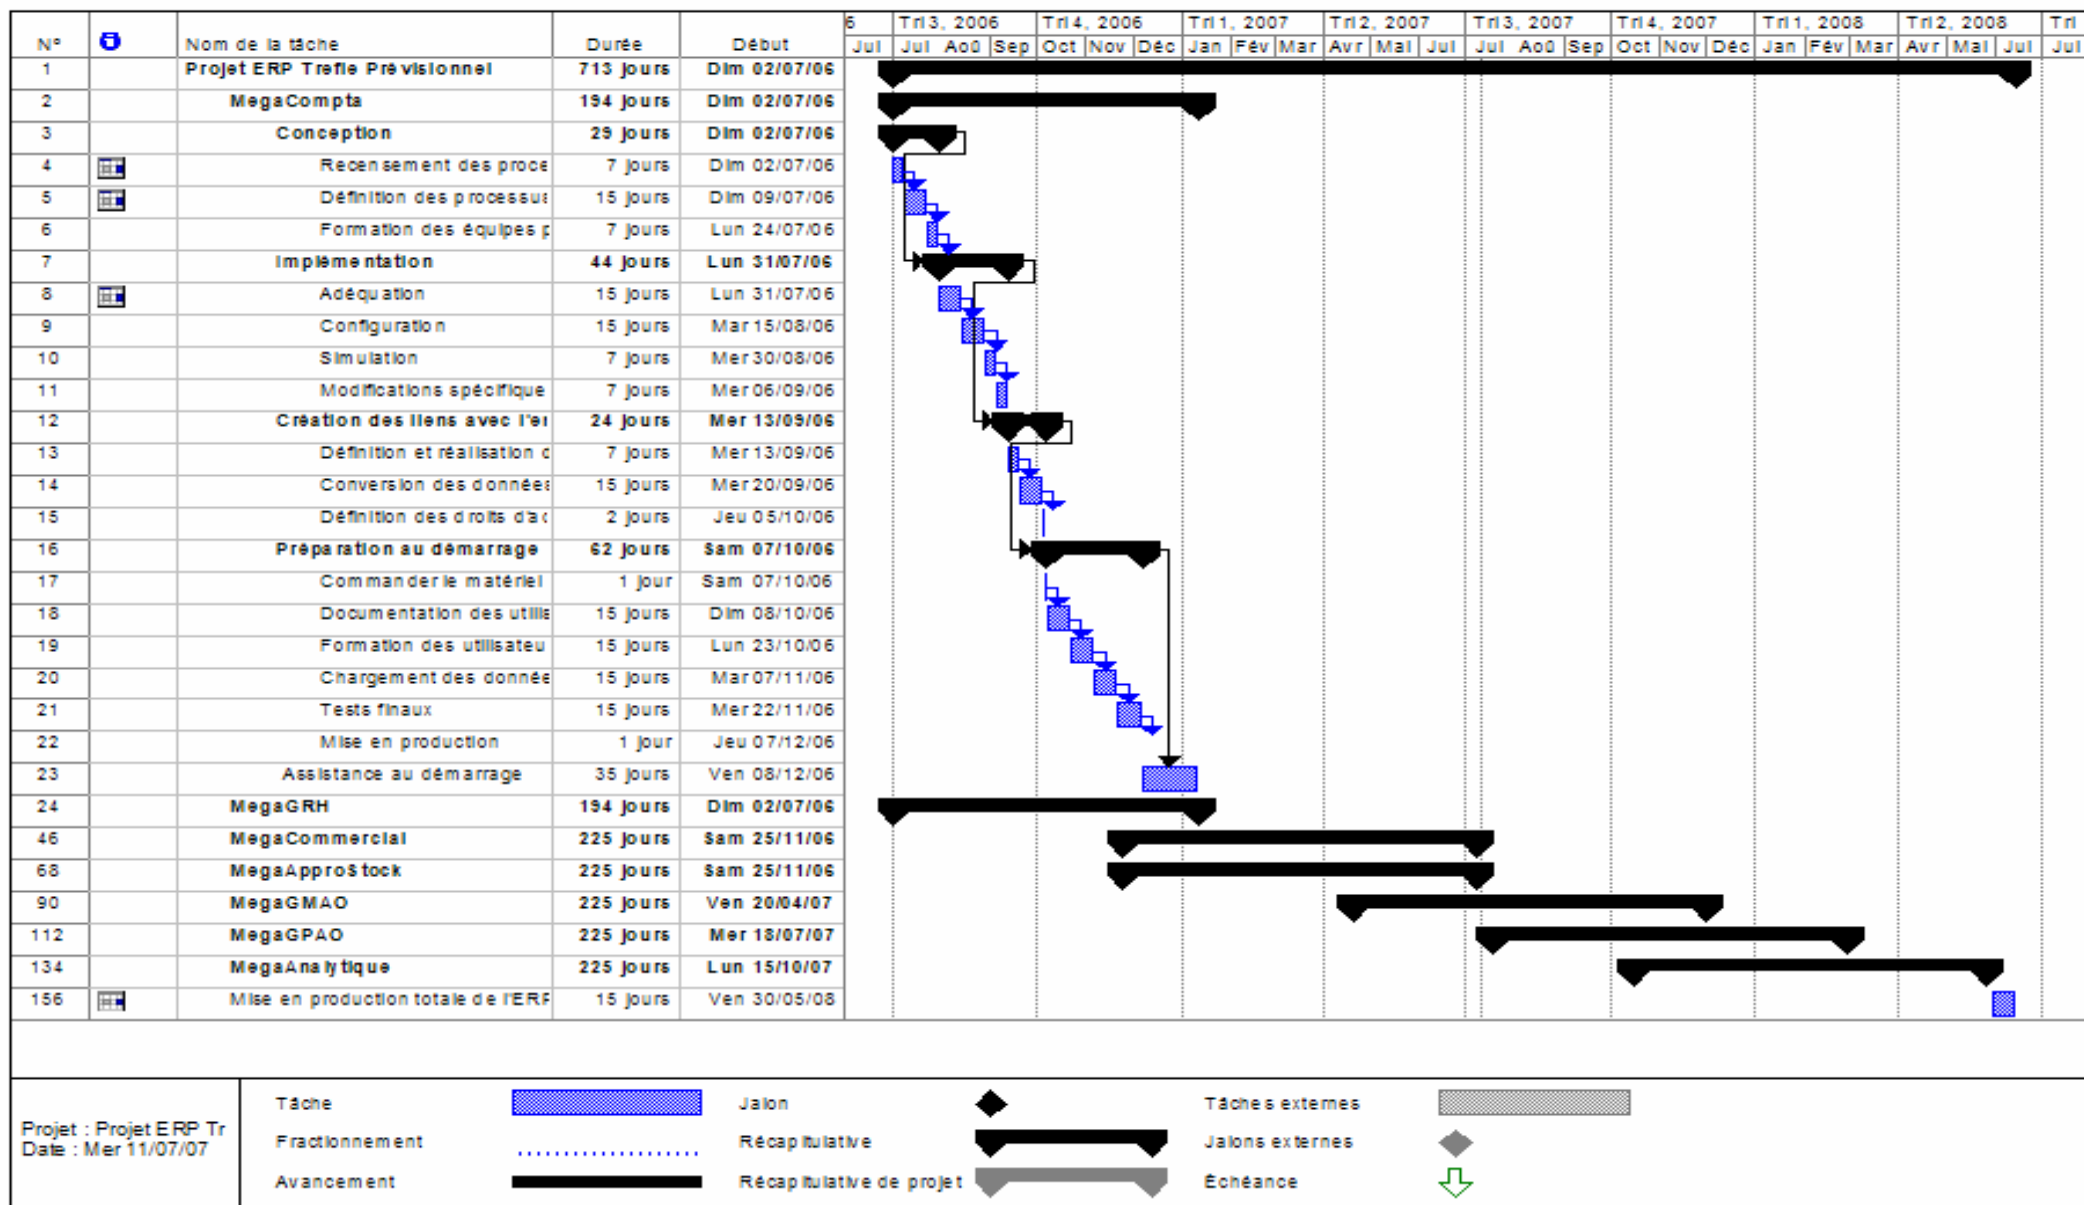 6 Tri 3, 2006 Tri 4, 2006 Tri 1, 2007 Tri 2, 2007 Tri 3, 2007 Tri 4, 2007 Tri 1, 2008 Tri 2, 2008 Tri
N° Nom de la tâche Durée Début Jul Jul Aoû Sep Oct Nov Déc Jan Fév Mar Avr Mai Jul Jul Aoû Sep Oct Nov Déc Jan Fév Mar Avr Mai Jul Jul
1 Projet ERP Trefle Prévisionnel 713 jours Dim 02/07/06
2 MegaCompta 194 jours Dim 02/07/06
3 Conception 29 jours Dim 02/07/06
4 Recensement des proce 7 jours Dim 02/07/06
5 Définition des processus 15 jours Dim 09/07/06
6 Formation des équipes p 7 jours Lun 24/07/06
7 Implémentation 44 jours Lun 31/07/06
8 Adéquation 15 jours Lun 31/07/06
9 Configuration 15 jours Mar 15/08/06
10 Simulation 7 jours Mer 30/08/06
11 Modifications spécifique 7 jours Mer 06/09/06
12 Création des liens avec l'er 24 jours Mer 13/09/06
13 Définition et réalisation d 7 jours Mer 13/09/06
14 Conversion des données 15 jours Mer 20/09/06
15 Définition des droits d'ac 2 jours Jeu 05/10/06
16 Préparation au démarrage 62 jours Sam 07/10/06
17 Commander le matériel 1 jour Sam 07/10/06
18 Documentation des utilis 15 jours Dim 08/10/06
19 Formation des utilisateu 15 jours Lun 23/10/06
20 Chargement des donnée 15 jours Mar 07/11/06
21 Tests finaux 15 jours Mer 22/11/06
22 Mise en production 1 jour Jeu 07/12/06
23 Assistance au démarrage 35 jours Ven 08/12/06
24 MegaGRH 194 jours Dim 02/07/06
46 MegaCommercial 225 jours Sam 25/11/06
68 MegaApproStock 225 jours Sam 25/11/06
90 MegaGMAO 225 jours Ven 20/04/07
112 MegaGPAO 225 jours Mer 18/07/07
134 MegaAnalytique 225 jours Lun 15/10/07
156 Mise en production totale de l'ERP 15 jours Ven 30/05/08
Projet : Projet ERP Tr
Date : Mer 11/07/07
Tâche Jalon Tâches externes
Fractionnement Récapitulative Jalons externes
Avancement Récapitulative de projet Échéance